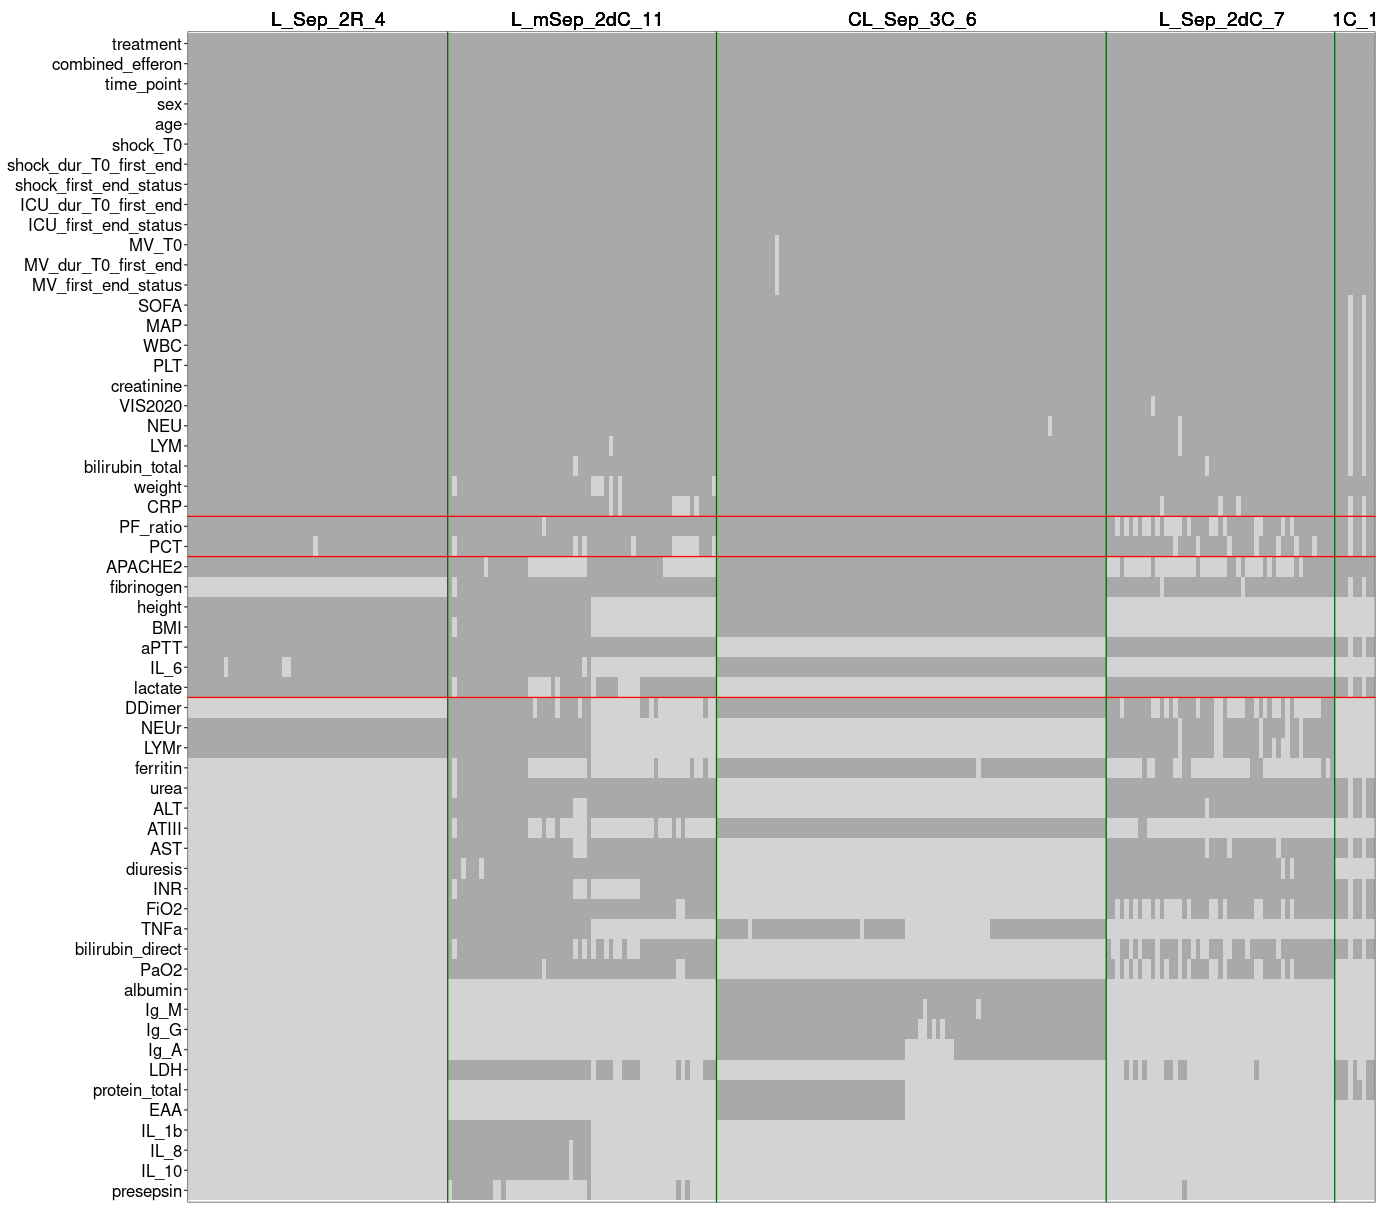 L_Sep_2R_4 L_mSep_2dC_11 CL_Sep_3C_6 L_Sep_2dC_7 1C_1
treatment
combined_efferon
time_point
sex
age
shock_T0
shock_dur_T0_first_end
shock_first_end_status
ICU_dur_T0_first_end
ICU_first_end_status
MV_T0
MV_dur_T0_first_end
MV_first_end_status
SOFA
MAP
WBC
PLT
creatinine
VIS2020
NEU
LYM
bilirubin_total
weight
CRP
PF_ratio
PCT
APACHE2
fibrinogen
height
BMI
aPTT
IL_6
lactate
DDimer
NEUr
LYMr
ferritin
urea
ALT
ATIII
AST
diuresis
INR
FiO2
TNFa
bilirubin_direct
PaO2
albumin
Ig_M
Ig_G
Ig_A
LDH
protein_total
EAA
IL_1b
IL_8
IL_10
presepsin